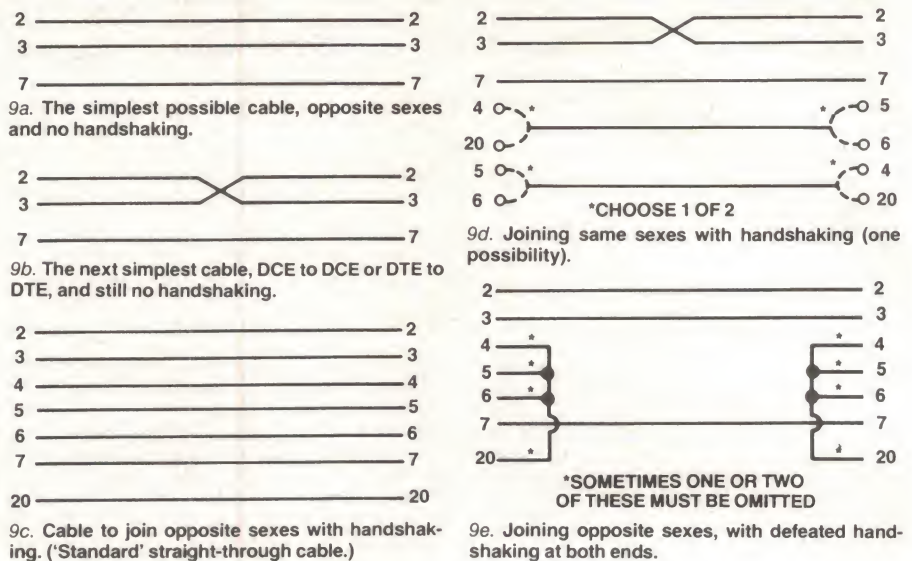 2 2
3 3
7 7
9a. The simplest possible cable, opposite sexes
and no handshaking.
2 2
3 3
7 7
9b. The next simplest cable, DCE to DCE or DTE to
DTE, and still no handshaking.
2 2
3 3
4 4
5 5
6 6
7 7
20 20
9c. Cable to join opposite sexes with handshak-
ing. ('Standard' straight-through cable.)
2 2
3 3
7 7
4 * * 5
20 6
5 * * 4
6 20
*CHOOSE 1 OF 2
9d. Joining same sexes with handshaking (one
possibility).
2 2
3 3
4 * * 4
5 * * 5
6 * * 6
7 7
20 * * 20
*SOMETIMES ONE OR TWO
OF THESE MUST BE OMITTED
9e. Joining opposite sexes, with defeated hand-
shaking at both ends.